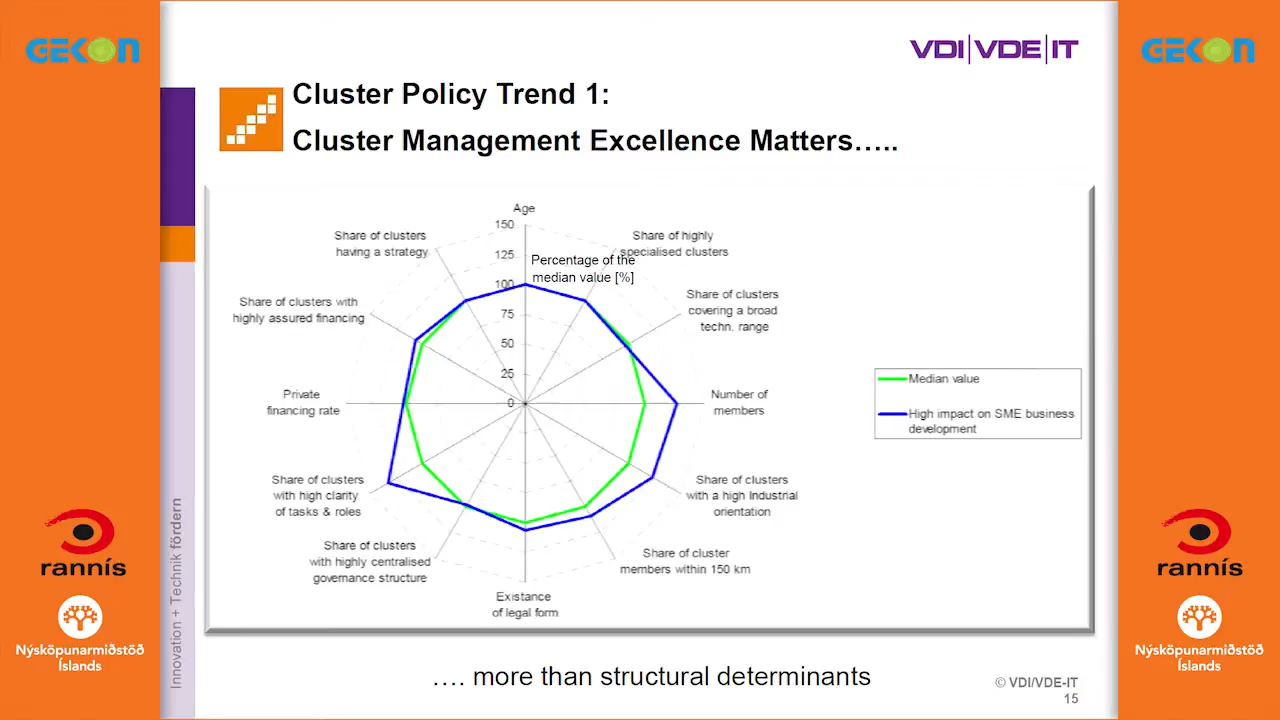 GEKON
VDI|VDE|IT
GEKON
Cluster Policy Trend 1:
Cluster Management Excellence Matters…..
Age
150
125
100
75
50
25
0
Percentage of the
median value [%]
Share of highly
specialised clusters
Share of clusters
covering a broad
techn. range
Number of
members
Share of clusters
with a high Industrial
orientation
Share of cluster
members within 150 km
Existance
of legal form
Share of clusters
with highly centralised
governance structure
Share of clusters
with high clarity
of tasks & roles
Private
financing rate
Share of clusters with
highly assured financing
Share of clusters
having a strategy
Median value
High impact on SME business
development
Innovation + Technik fördern
rannís
Nýsköpunarmiðstöð
Íslands
rannís
Nýsköpunarmiðstöð
Íslands
…. more than structural determinants
© VDI/VDE-IT
15